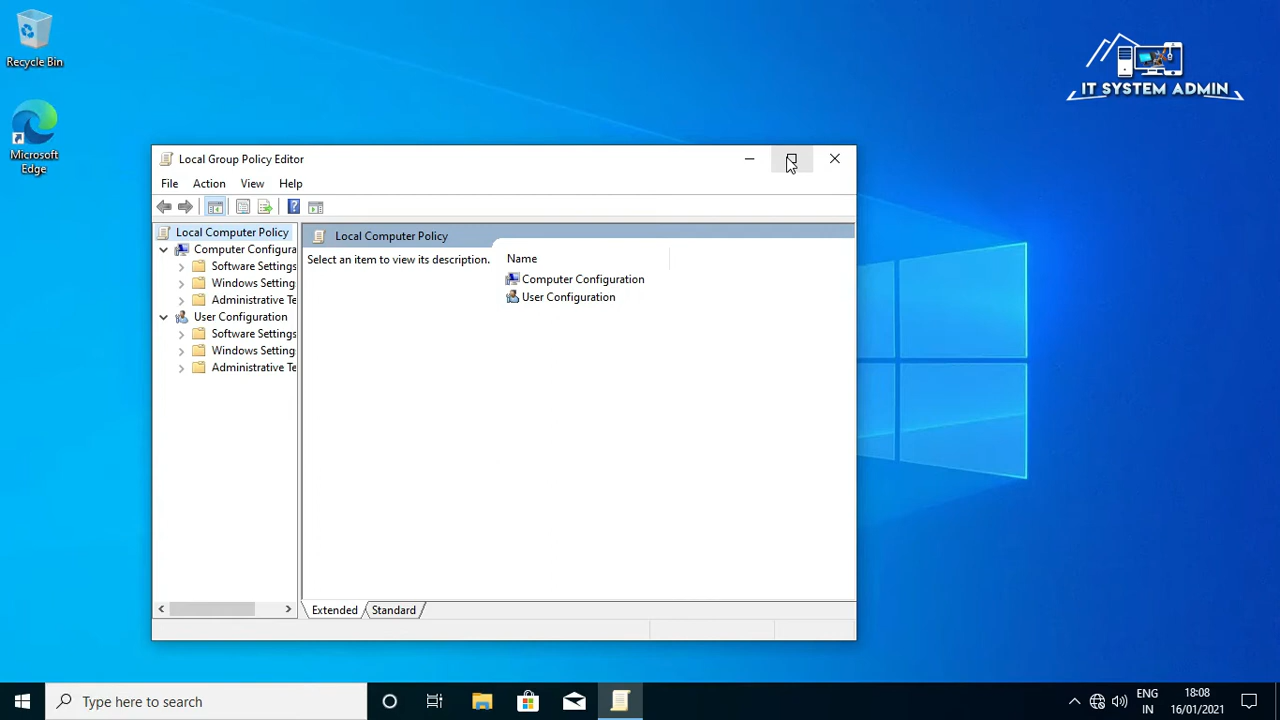 Recycle Bin
Microsoft
Edge
IT SYSTEM ADMIN
Local Group Policy Editor
File Action View Help
Local Computer Policy
Computer Configura
Software Settings
Windows Setting
Administrative Te
User Configuration
Software Settings
Windows Setting
Administrative Te
Local Computer Policy
Select an item to view its description.
Name
Computer Configuration
User Configuration
Extended Standard
Type here to search
ENG
IN
18:08
16/01/2021